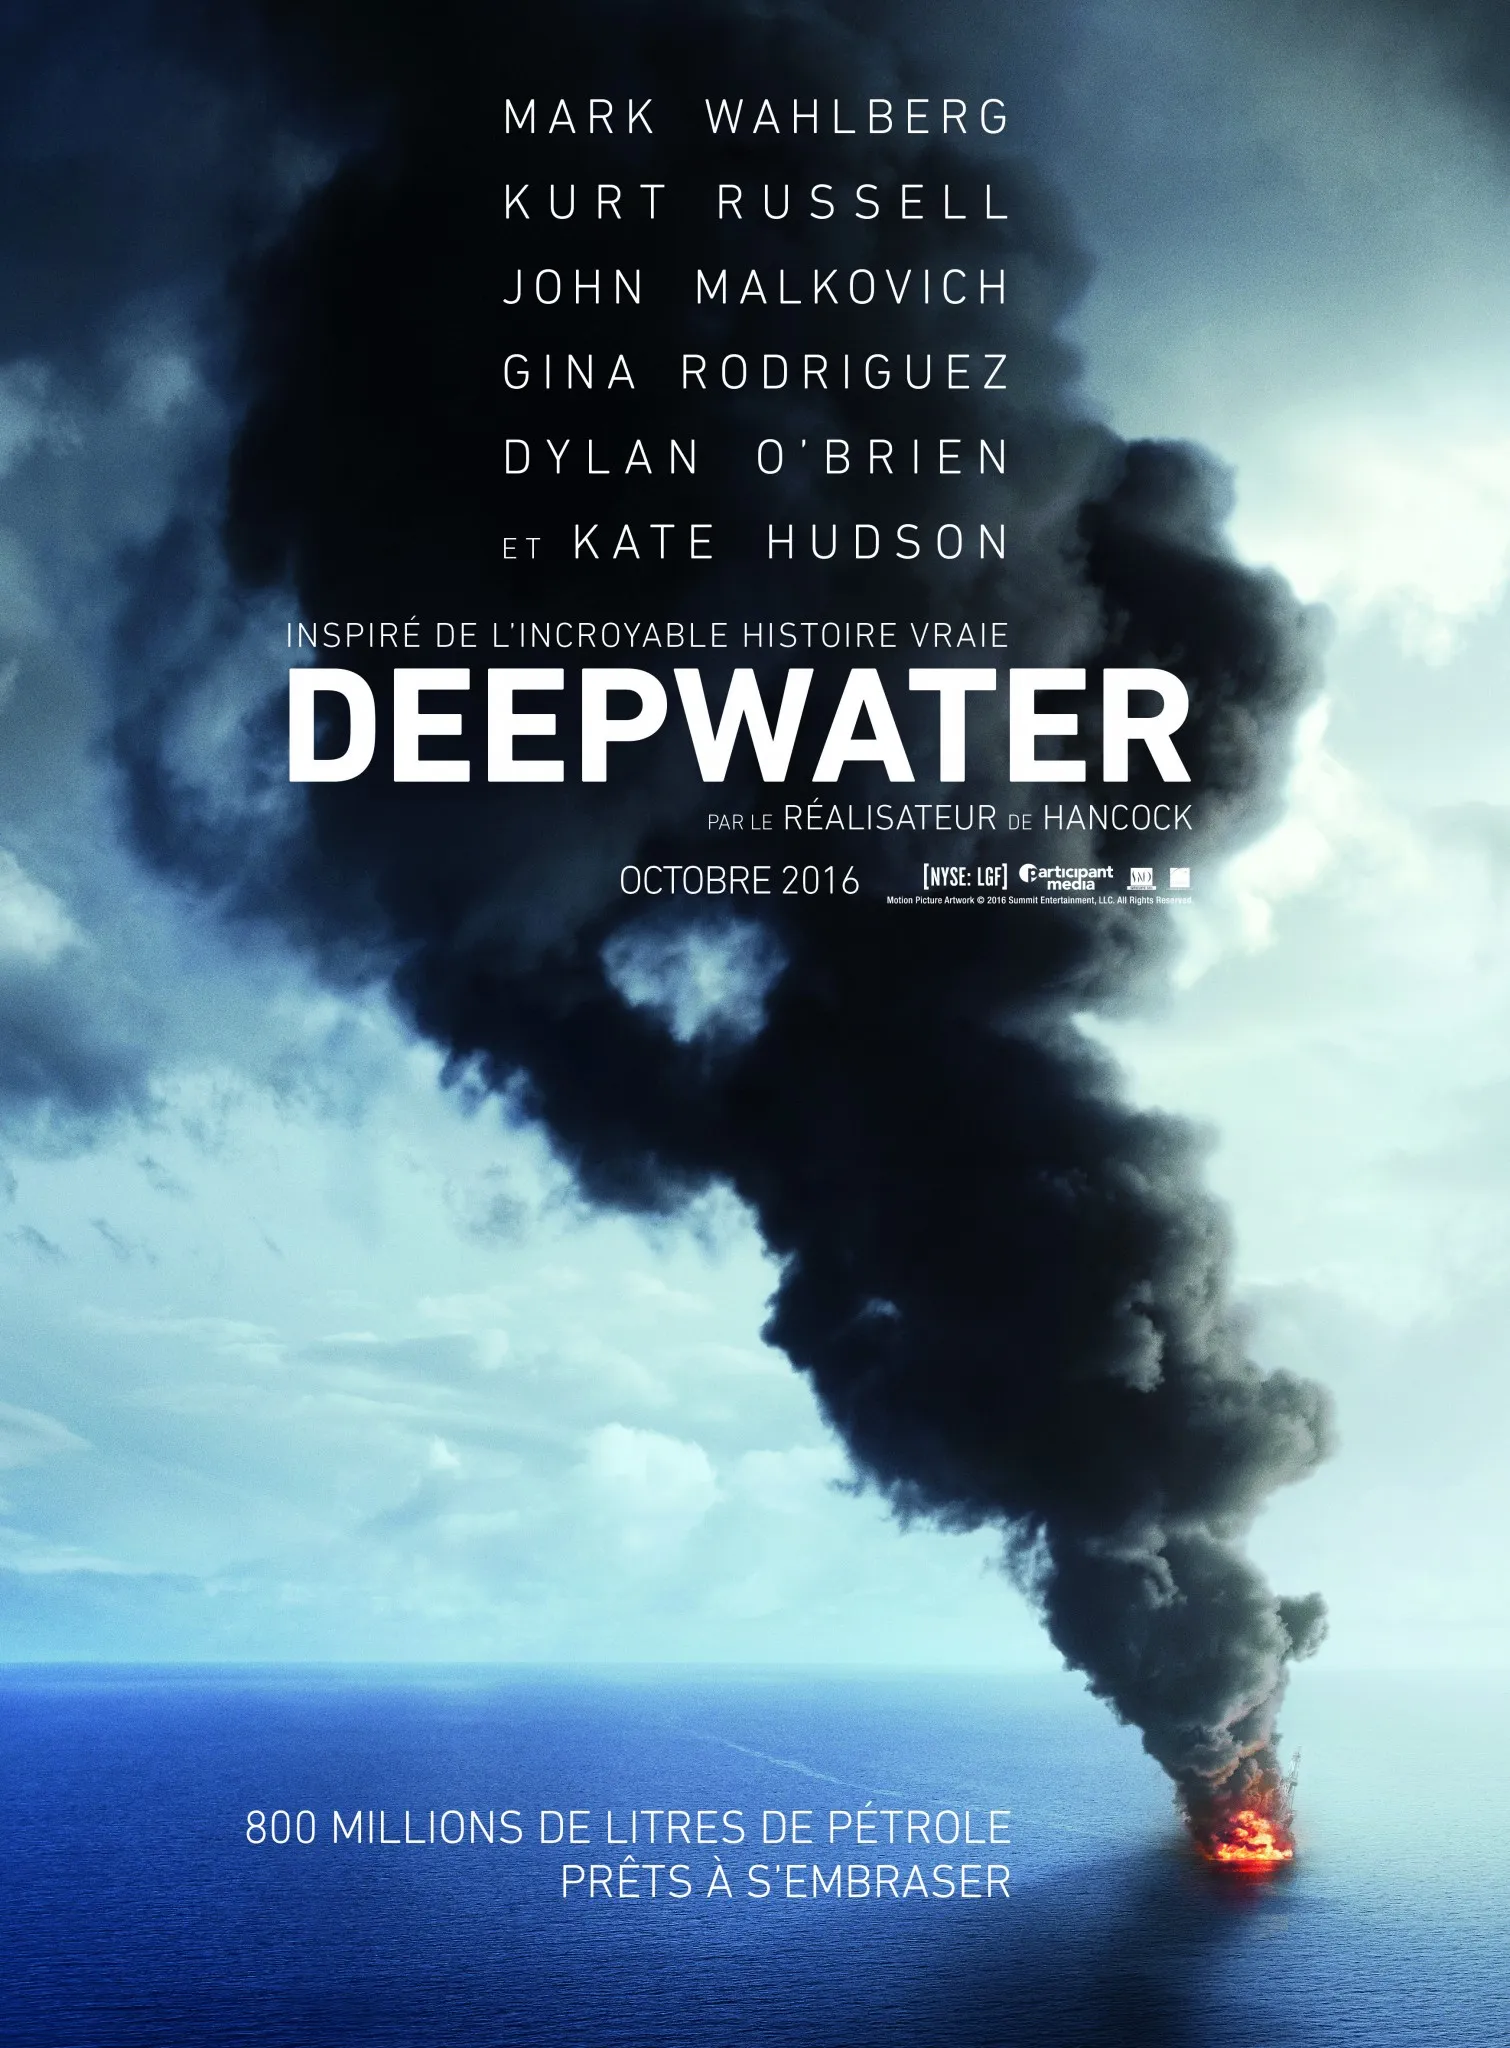 MARK WAHLBERG
KURT RUSSELL
JOHN MALKOVICH
GINA RODRIGUEZ
DYLAN O'BRIEN
ET KATE HUDSON
INSPIRÉ DE L'INCROYABLE HISTOIRE VRAIE
DEEPWATER
PAR LE RÉALISATEUR DE HANCOCK
OCTOBRE 2016
[NYSE: LGF] Participant media
Motion Picture Artwork © 2016 Summit Entertainment, LLC. All Rights Reserved.
800 MILLIONS DE LITRES DE PÉTROLE
PRÊTS À S'EMBRASER